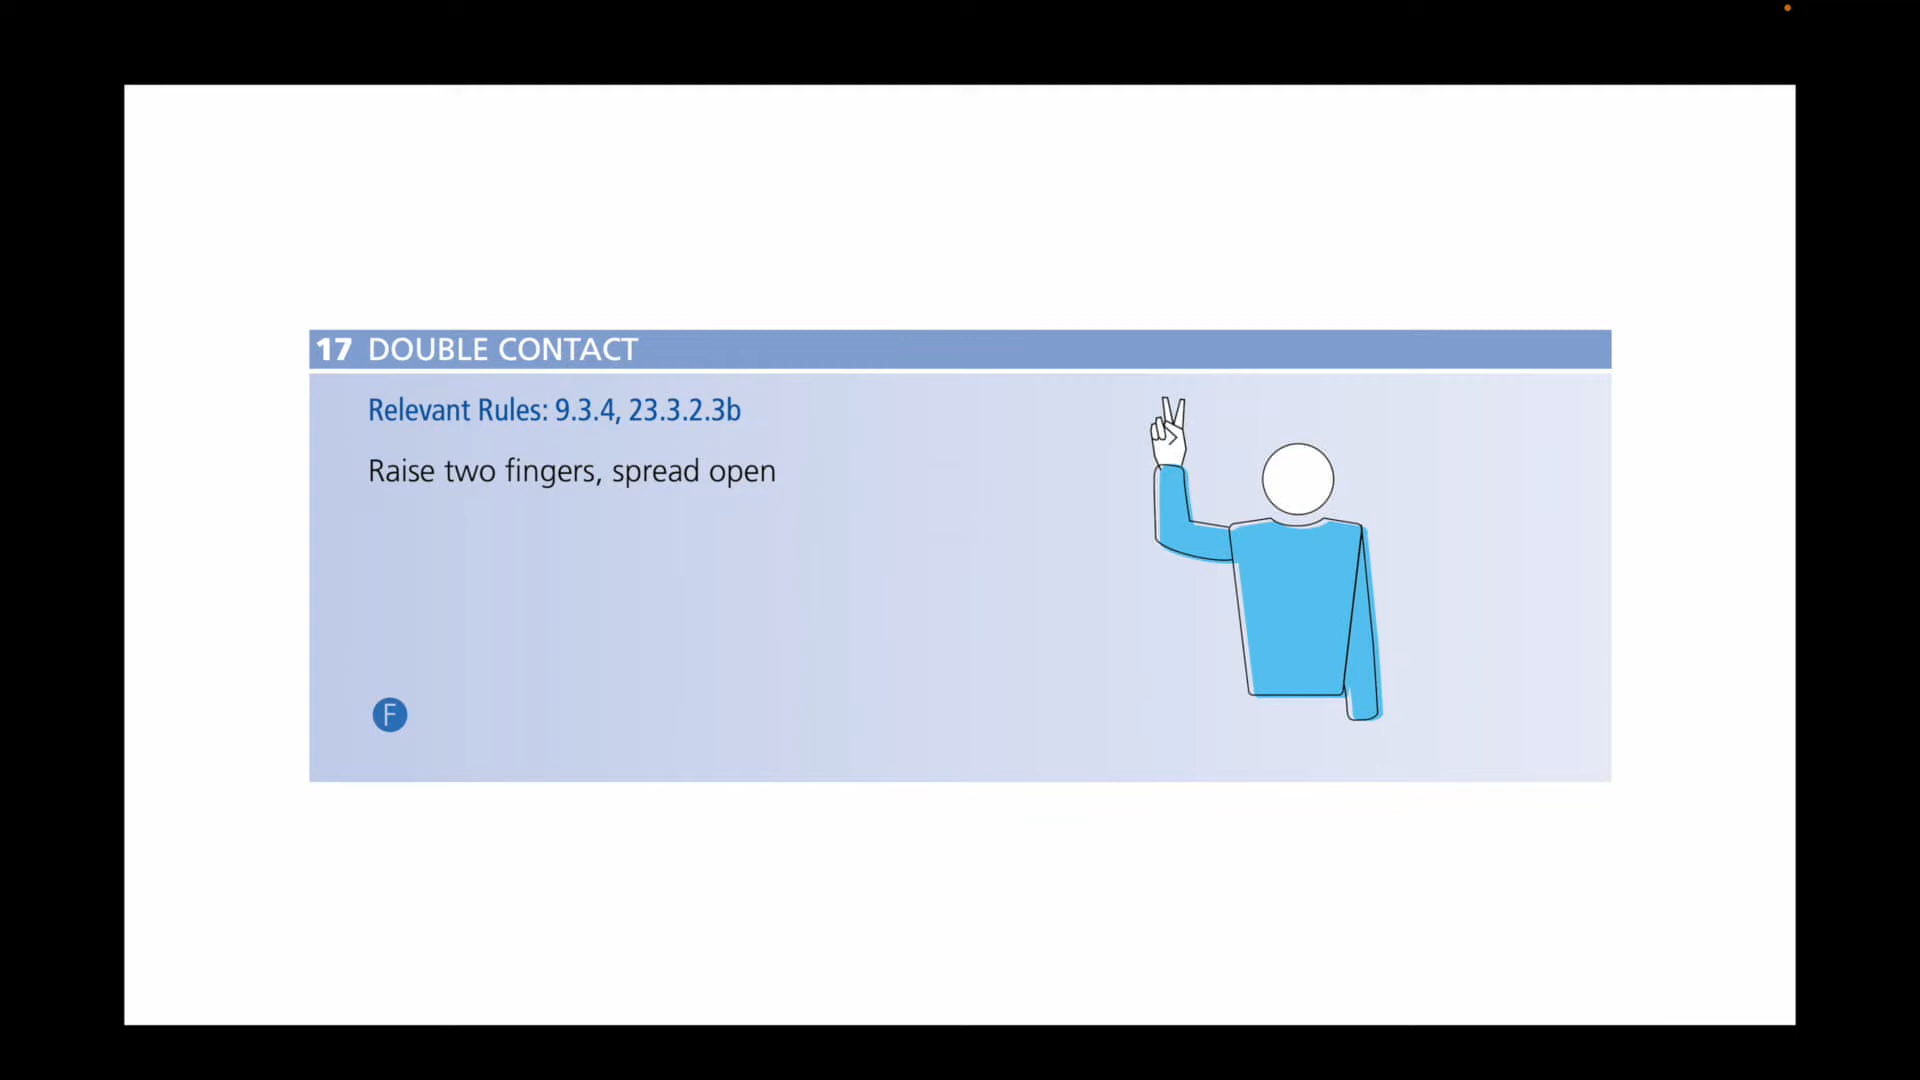 17 DOUBLE CONTACT
Relevant Rules: 9.3.4, 23.3.2.3b
Raise two fingers, spread open
F